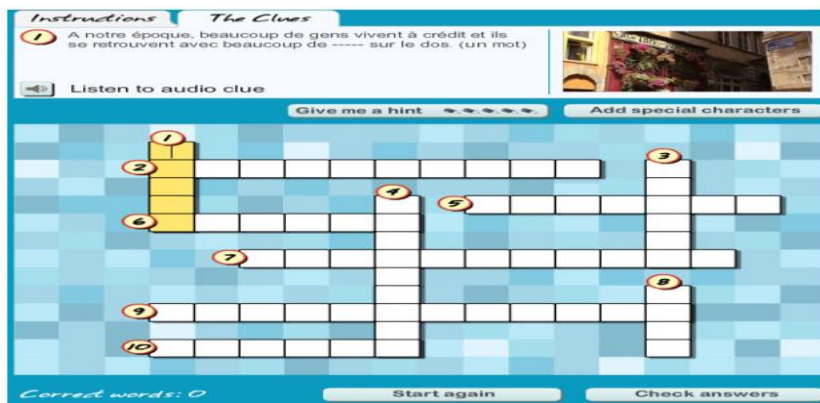 Instructions
The Clues
1 A notre époque, beaucoup de gens vivent à crédit et ils
se retrouvent avec beaucoup de ----- sur le dos. (un mot)
Listen to audio clue
Give me a hint
Add special characters
1
2
3
4
5
6
7
8
9
10
Correct words: 0
Start again
Check answers